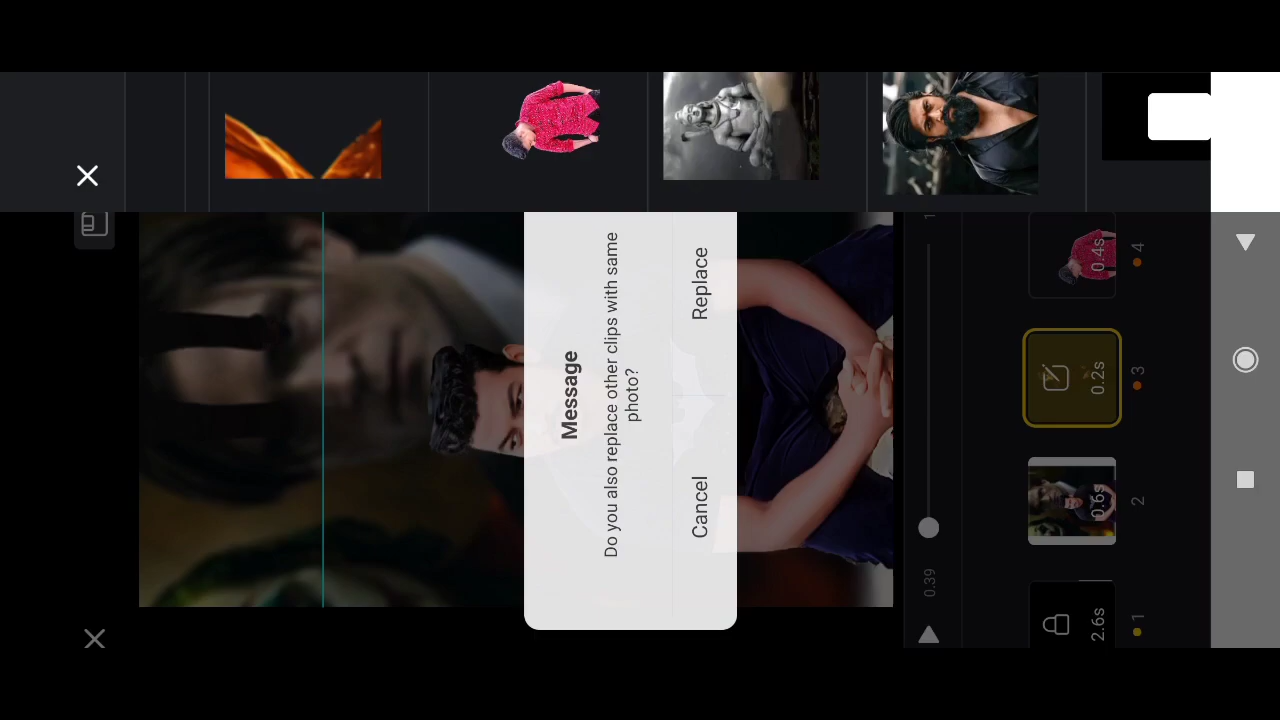 Message
Do you also replace other clips with same
photo?
Cancel
Replace
0.39
1
2.6s
1
0.6s
2
0.2s
3
0.4s
4